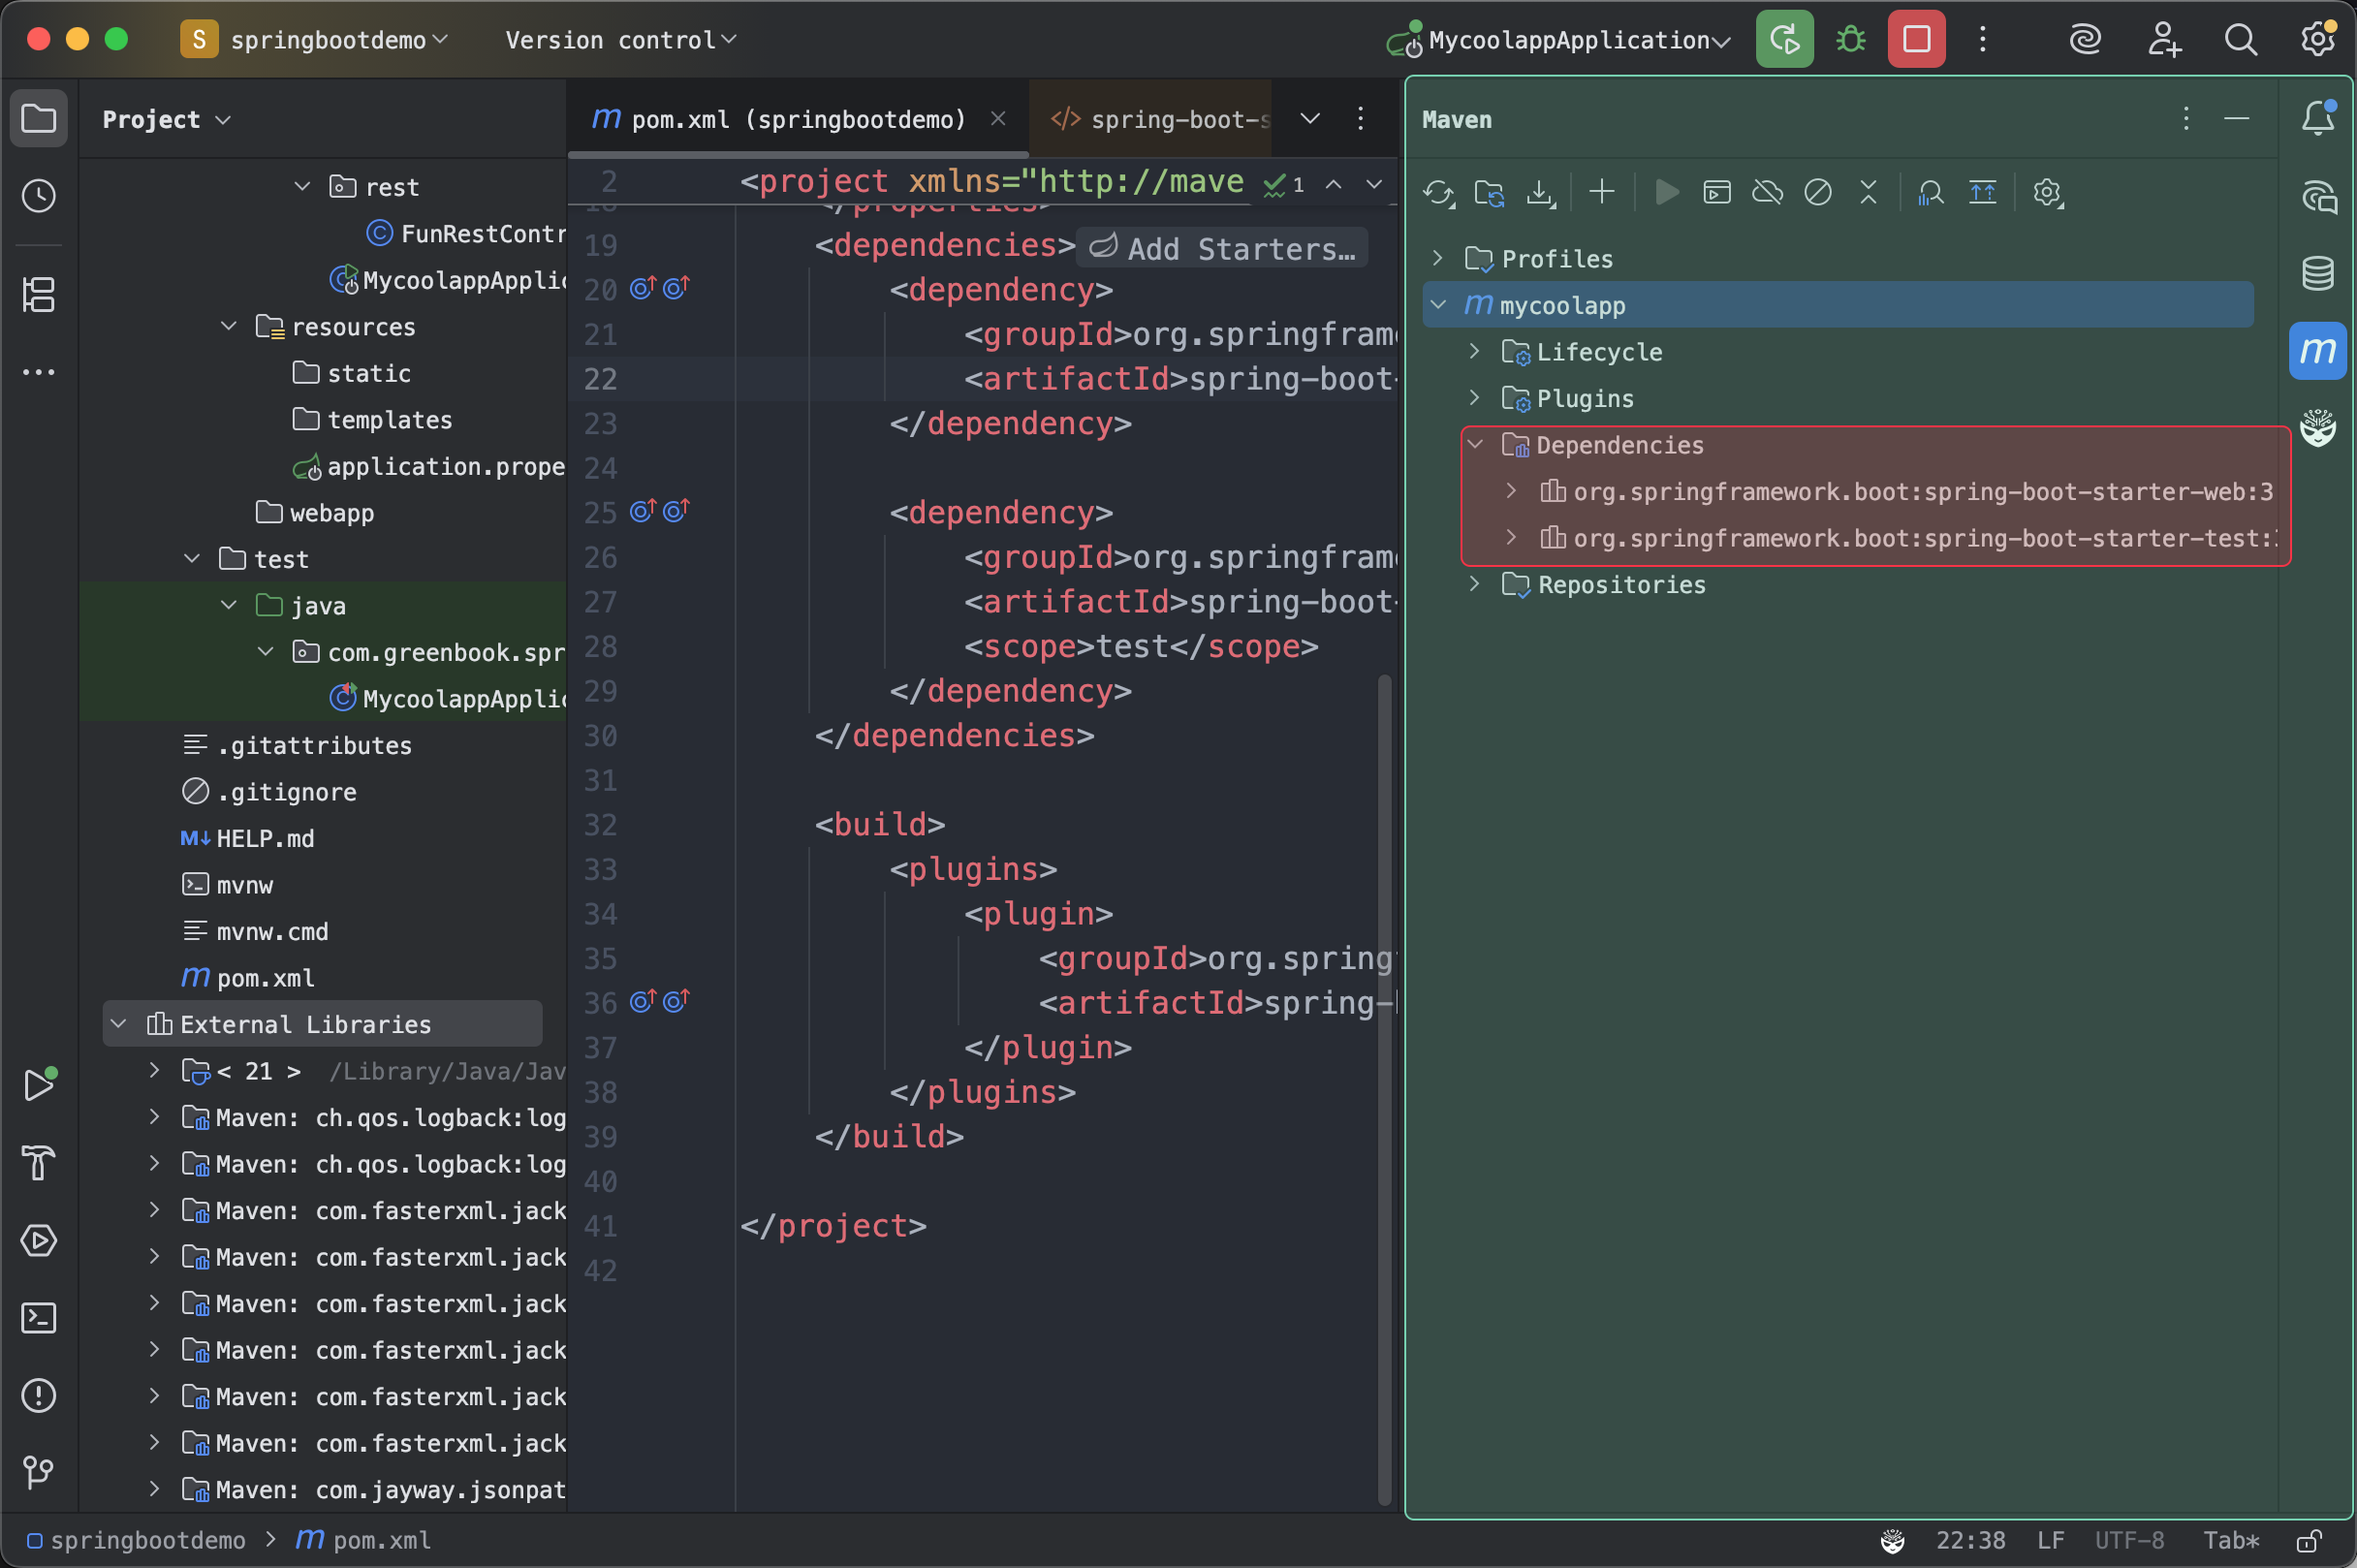 S springbootdemo
Version control
MycoolappApplication
Project
rest
FunRestContr
MycoolappApplic
resources
static
templates
application.prope
webapp
test
java
com.greenbook.spr
MycoolappApplic
.gitattributes
.gitignore
M↓ HELP.md
mvnw
mvnw.cmd
m pom.xml
External Libraries
< 21 > /Library/Java/Jav
Maven: ch.qos.logback:log
Maven: ch.qos.logback:log
Maven: com.fasterxml.jack
Maven: com.fasterxml.jack
Maven: com.fasterxml.jack
Maven: com.fasterxml.jack
Maven: com.fasterxml.jack
Maven: com.fasterxml.jack
Maven: com.jayway.jsonpat
m pom.xml (springbootdemo)
</> spring-boot-s
2 <project xmlns="http://mave
1
18 </properties>
19 <dependencies> Add Starters…
20 <dependency>
21 <groupId>org.springframe
22 <artifactId>spring-boot-
23 </dependency>
24
25 <dependency>
26 <groupId>org.springframe
27 <artifactId>spring-boot-
28 <scope>test</scope>
29 </dependency>
30 </dependencies>
31
32 <build>
33 <plugins>
34 <plugin>
35 <groupId>org.spring
36 <artifactId>spring-
37 </plugin>
38 </plugins>
39 </build>
40
41 </project>
42
Maven
Profiles
m mycoolapp
Lifecycle
Plugins
Dependencies
org.springframework.boot:spring-boot-starter-web:3
org.springframework.boot:spring-boot-starter-test:
Repositories
m
springbootdemo > m pom.xml
22:38 LF UTF-8 Tab*